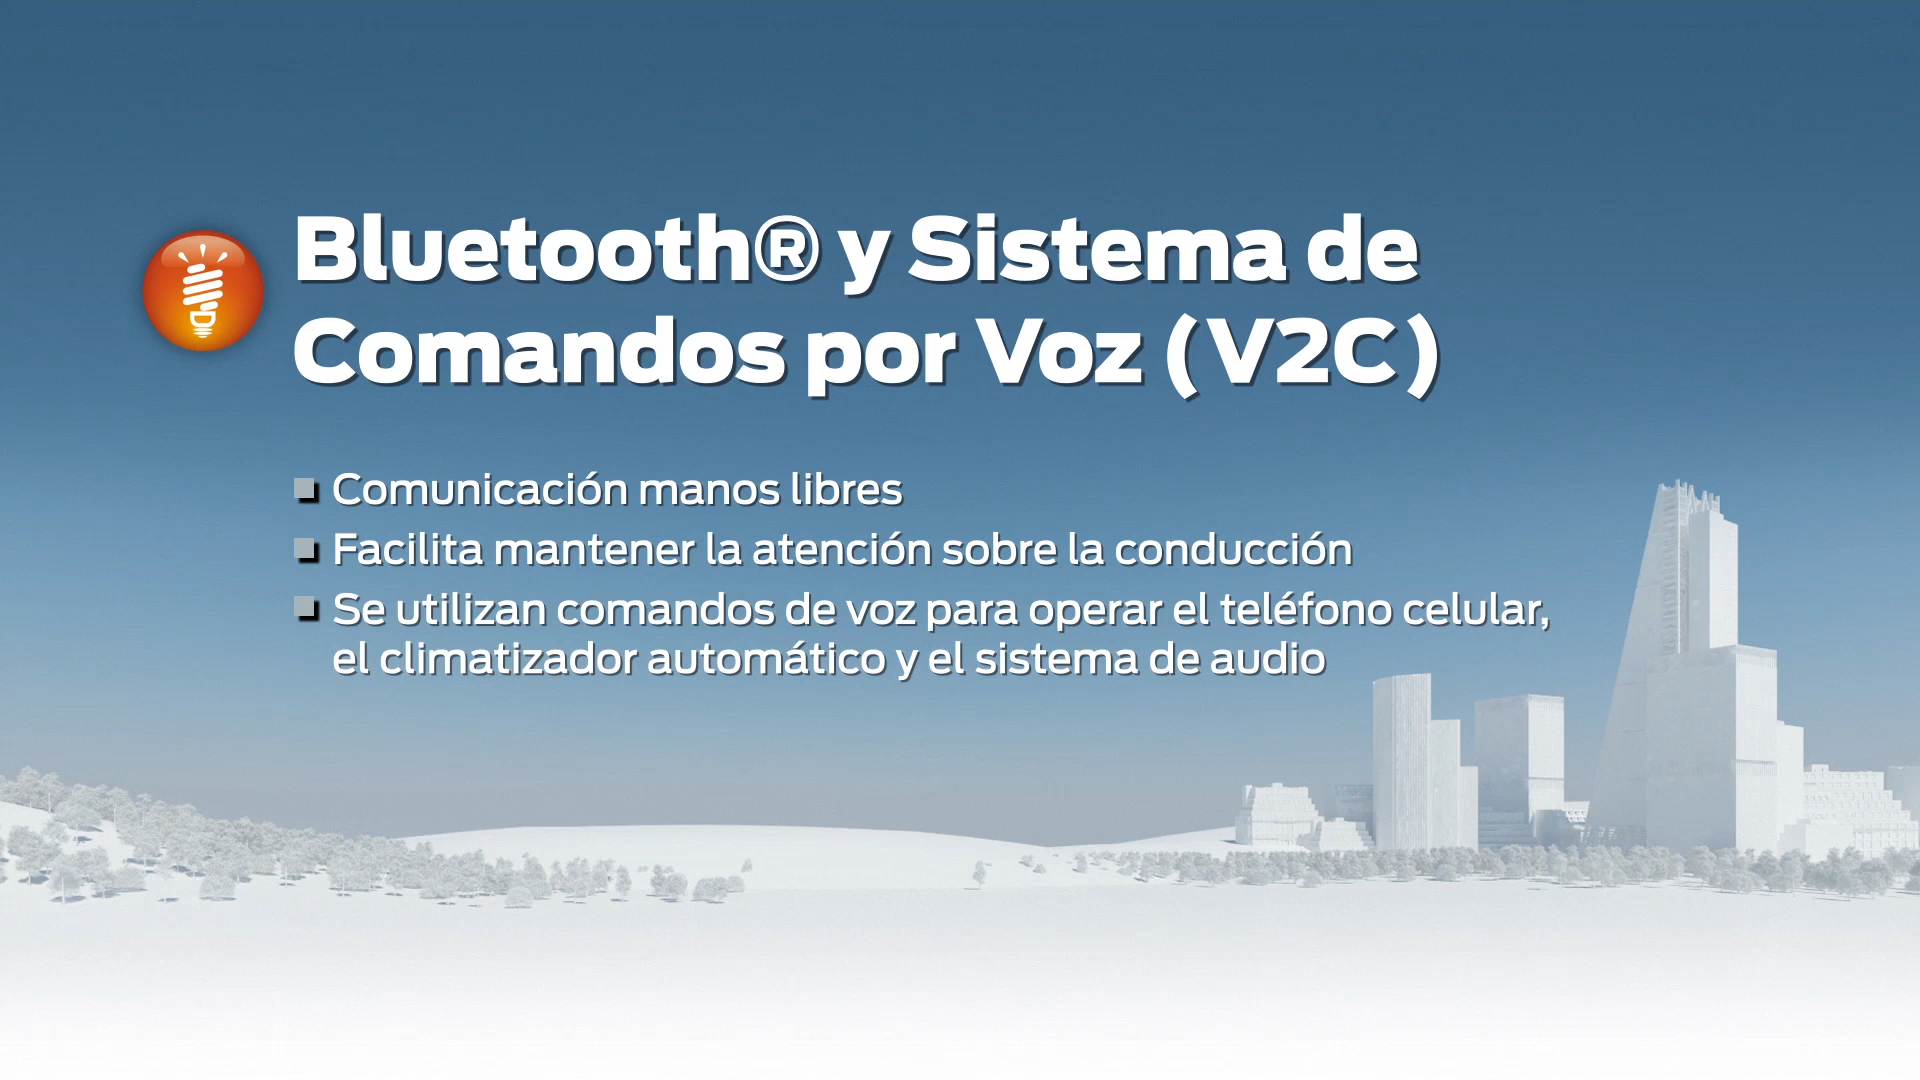 Bluetooth® y Sistema de
Comandos por Voz (V2C)
Comunicación manos libres
Facilita mantener la atención sobre la conducción
Se utilizan comandos de voz para operar el teléfono celular,
el climatizador automático y el sistema de audio